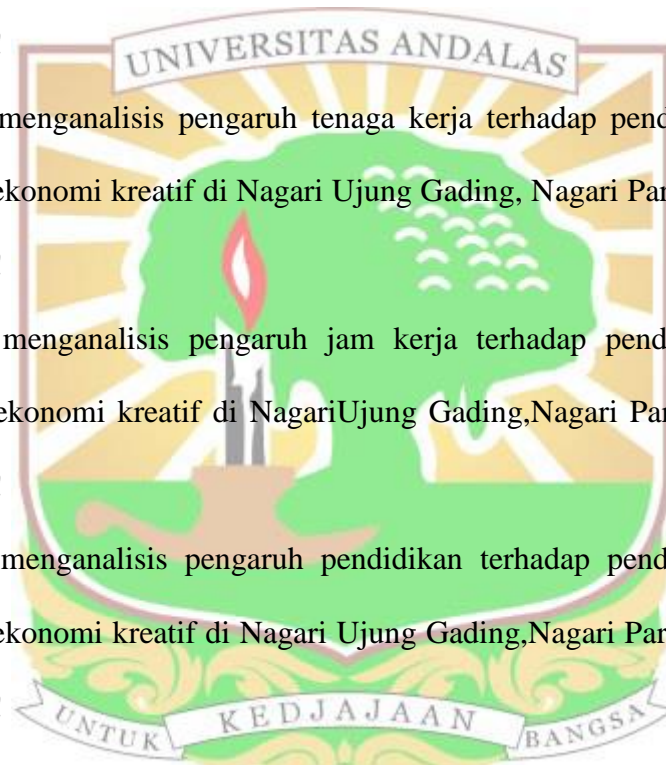 UNIVERSITAS ANDALAS
menganalisis pengaruh tenaga kerja terhadap pend
ekonomi kreatif di Nagari Ujung Gading, Nagari Par
menganalisis pengaruh jam kerja terhadap pend
ekonomi kreatif di NagariUjung Gading,Nagari Par
menganalisis pengaruh pendidikan terhadap pend
ekonomi kreatif di Nagari Ujung Gading,Nagari Par
UNTUK KEDJAJAAN BANGSA